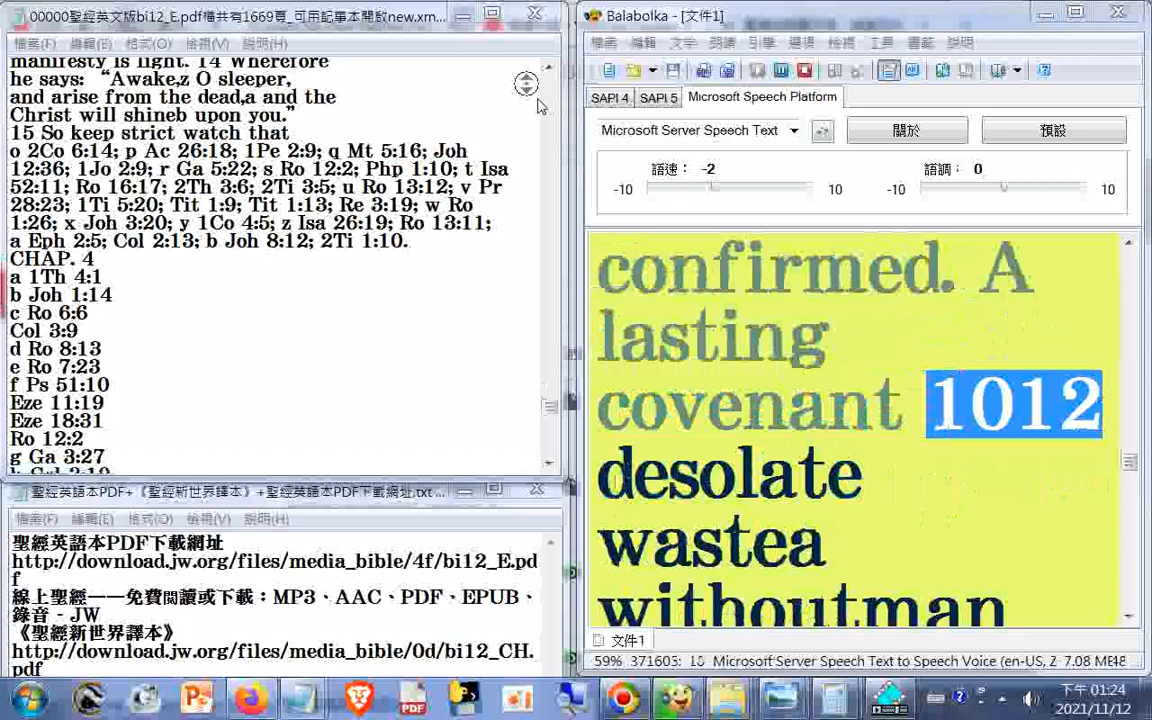 00000聖經英文版bi12_E.pdf檔共有1669頁_可用記事本開啟new.xm...
檔案(F) 編輯(E) 格式(O) 檢視(V) 說明(H)
manifesty is light. 14 Wherefore
he says: “Awake,z O sleeper,
and arise from the dead,a and the
Christ will shineb upon you.”
15 So keep strict watch that
o 2Co 6:14; p Ac 26:18; 1Pe 2:9; q Mt 5:16; Joh
12:36; 1Jo 2:9; r Ga 5:22; s Ro 12:2; Php 1:10; t Isa
52:11; Ro 16:17; 2Th 3:6; 2Ti 3:5; u Ro 13:12; v Pr
28:23; 1Ti 5:20; Tit 1:9; Tit 1:13; Re 3:19; w Ro
1:26; x Joh 3:20; y 1Co 4:5; z Isa 26:19; Ro 13:11;
a Eph 2:5; Col 2:13; b Joh 8:12; 2Ti 1:10.
CHAP. 4
a 1Th 4:1
b Joh 1:14
c Ro 6:6
Col 3:9
d Ro 8:13
e Ro 7:23
f Ps 51:10
Eze 11:19
Eze 18:31
Ro 12:2
g Ga 3:27
聖經英語本PDF+《聖經新世界譯本》+聖經英語本PDF下載網址.txt ...
檔案(F) 編輯(E) 格式(O) 檢視(V) 說明(H)
聖經英語本PDF下載網址
http://download.jw.org/files/media_bible/4f/bi12_E.pd
f
線上聖經——免費閱讀或下載：MP3、AAC、PDF、EPUB、
錄音 - JW
《聖經新世界譯本》
http://download.jw.org/files/media_bible/0d/bi12_CH.
pdf
Balabolka - [文件1]
檔案 編輯 文字 朗讀 引擎 選項 檢視 工具 書籤 說明
SAPI 4 SAPI 5 Microsoft Speech Platform
Microsoft Server Speech Text 關於 預設
語速： -2 語調： 0
-10 10 -10 10
confirmed. A
lasting
covenant 1012
desolate
wastea
withoutman
文件1
59% 371603: 10 Microsoft Server Speech Text to Speech Voice (en-US, Z 7.08 ME48
下午 01:24
2021/11/12